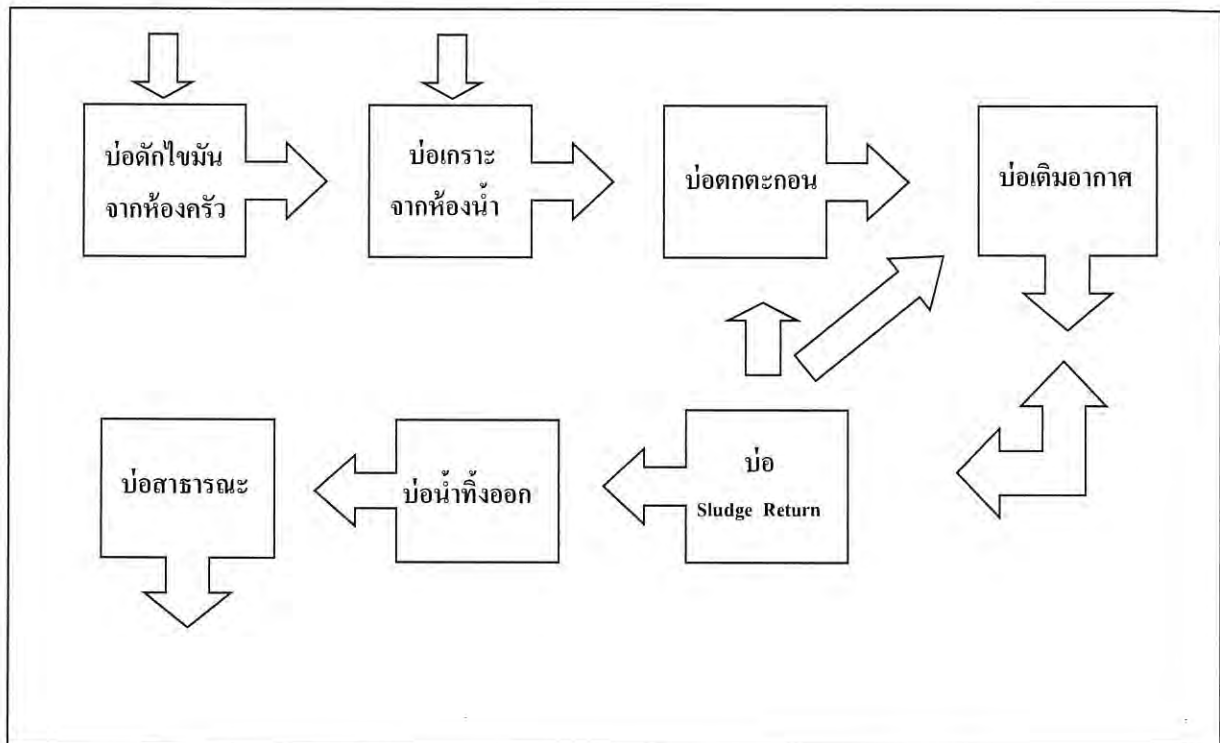 บ่อดักไขมัน
จากห้องครัว
บ่อเกราะ
จากห้องน้ำ
บ่อตกตะกอน
บ่อเติมอากาศ
บ่อสาธารณะ
บ่อน้ำทิ้งออก
บ่อ
Sludge Return